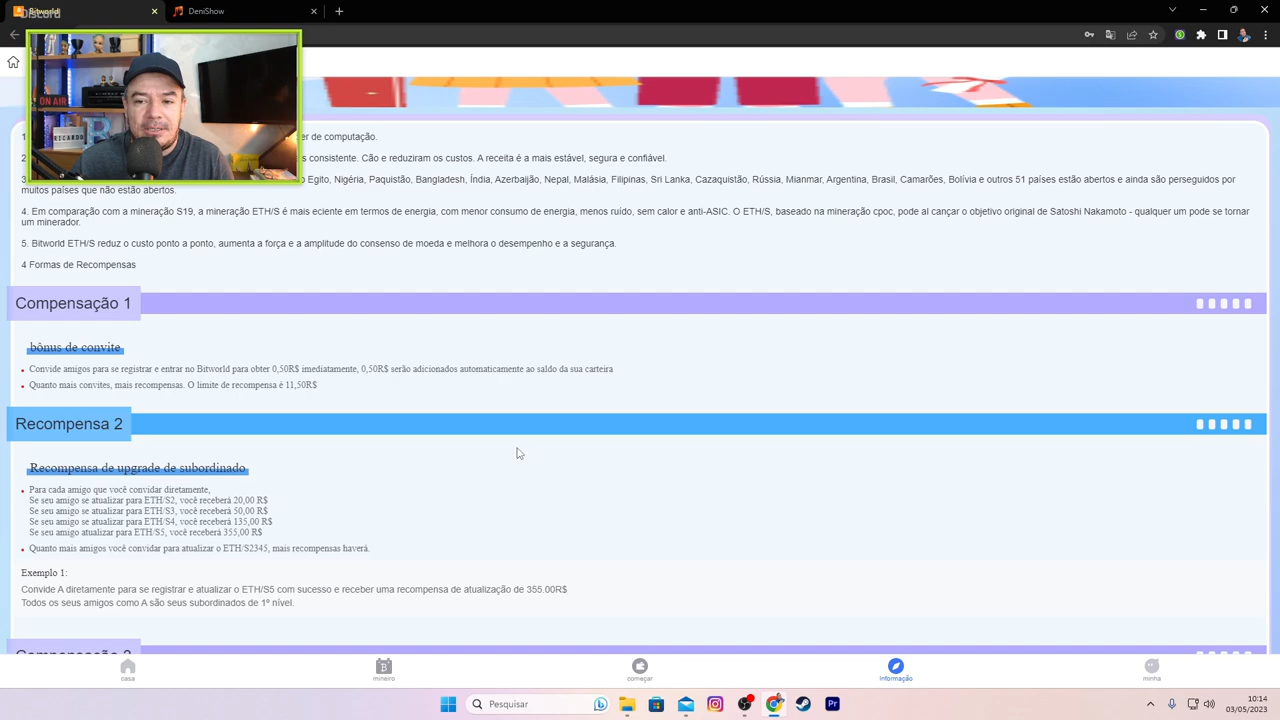 Discord
Bitworld
DeniShow
ON AIR
RICARDO
1
er de computação.
2
s consistente. Cão e reduziram os custos. A receita é a mais estável, segura e confiável.
3
o Egito, Nigéria, Paquistão, Bangladesh, Índia, Azerbaijão, Nepal, Malásia, Filipinas, Sri Lanka, Cazaquistão, Rússia, Mianmar, Argentina, Brasil, Camarões, Bolívia e outros 51 países estão abertos e ainda são perseguidos por
muitos países que não estão abertos.
4. Em comparação com a mineração S19, a mineração ETH/S é mais eciente em termos de energia, com menor consumo de energia, menos ruído, sem calor e anti-ASIC. O ETH/S, baseado na mineração cpoc, pode al cançar o objetivo original de Satoshi Nakamoto - qualquer um pode se tornar
um minerador.
5. Bitworld ETH/S reduz o custo ponto a ponto, aumenta a força e a amplitude do consenso de moeda e melhora o desempenho e a segurança.
4 Formas de Recompensas
Compensação 1
bônus de convite
Convide amigos para se registrar e entrar no Bitworld para obter 0,50R$ imediatamente, 0,50R$ serão adicionados automaticamente ao saldo da sua carteira
Quanto mais convites, mais recompensas. O limite de recompensa é 11,50R$
Recompensa 2
Recompensa de upgrade de subordinado
Para cada amigo que você convidar diretamente,
Se seu amigo se atualizar para ETH/S2, você receberá 20,00 R$
Se seu amigo se atualizar para ETH/S3, você receberá 50,00 R$
Se seu amigo se atualizar para ETH/S4, você receberá 135,00 R$
Se seu amigo atualizar para ETH/S5, você receberá 355,00 R$
Quanto mais amigos você convidar para atualizar o ETH/S2345, mais recompensas haverá.
Exemplo 1:
Convide A diretamente para se registrar e atualizar o ETH/S5 com sucesso e receber uma recompensa de atualização de 355.00R$
Todos os seus amigos como A são seus subordinados de 1º nível.
casa
mineiro
começar
Informação
minha
Pesquisar
Pr
10:14
03/05/2023